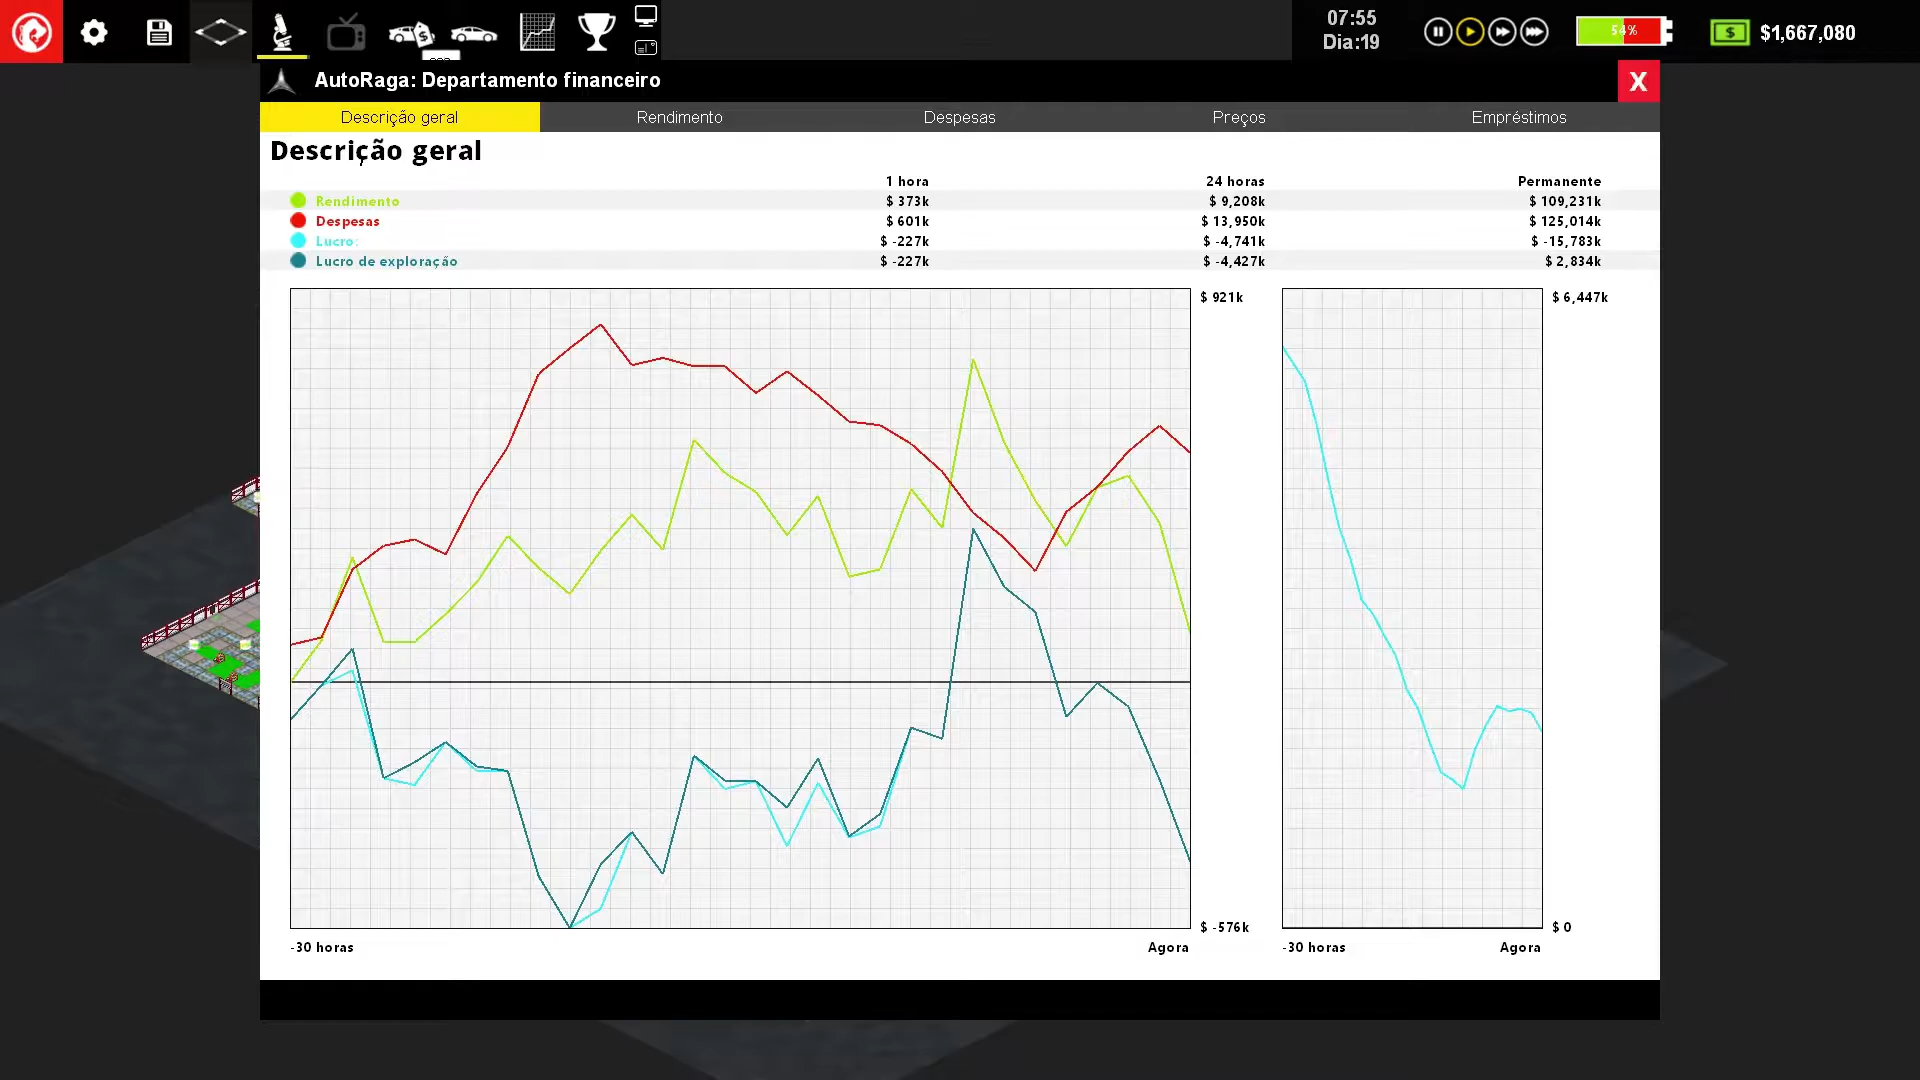 07:55
Dia:19
54%
$1,667,080
AutoRaga: Departamento financeiro
X
Descrição geral Rendimento Despesas Preços Empréstimos
Descrição geral
1 hora 24 horas Permanente
Rendimento $ 373k $ 9,208k $ 109,231k
Despesas $ 601k $ 13,950k $ 125,014k
Lucro: $ -227k $ -4,741k $ -15,783k
Lucro de exploração $ -227k $ -4,427k $ 2,834k
$ 921k $ 6,447k
$ -576k $ 0
-30 horas Agora -30 horas Agora